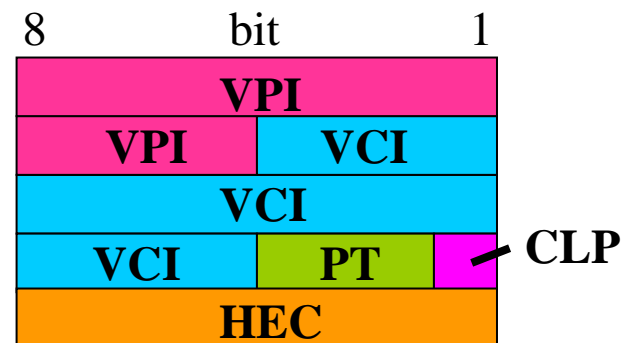 8 bit 1
VPI
VPI VCI
VCI
VCI PT CLP
HEC